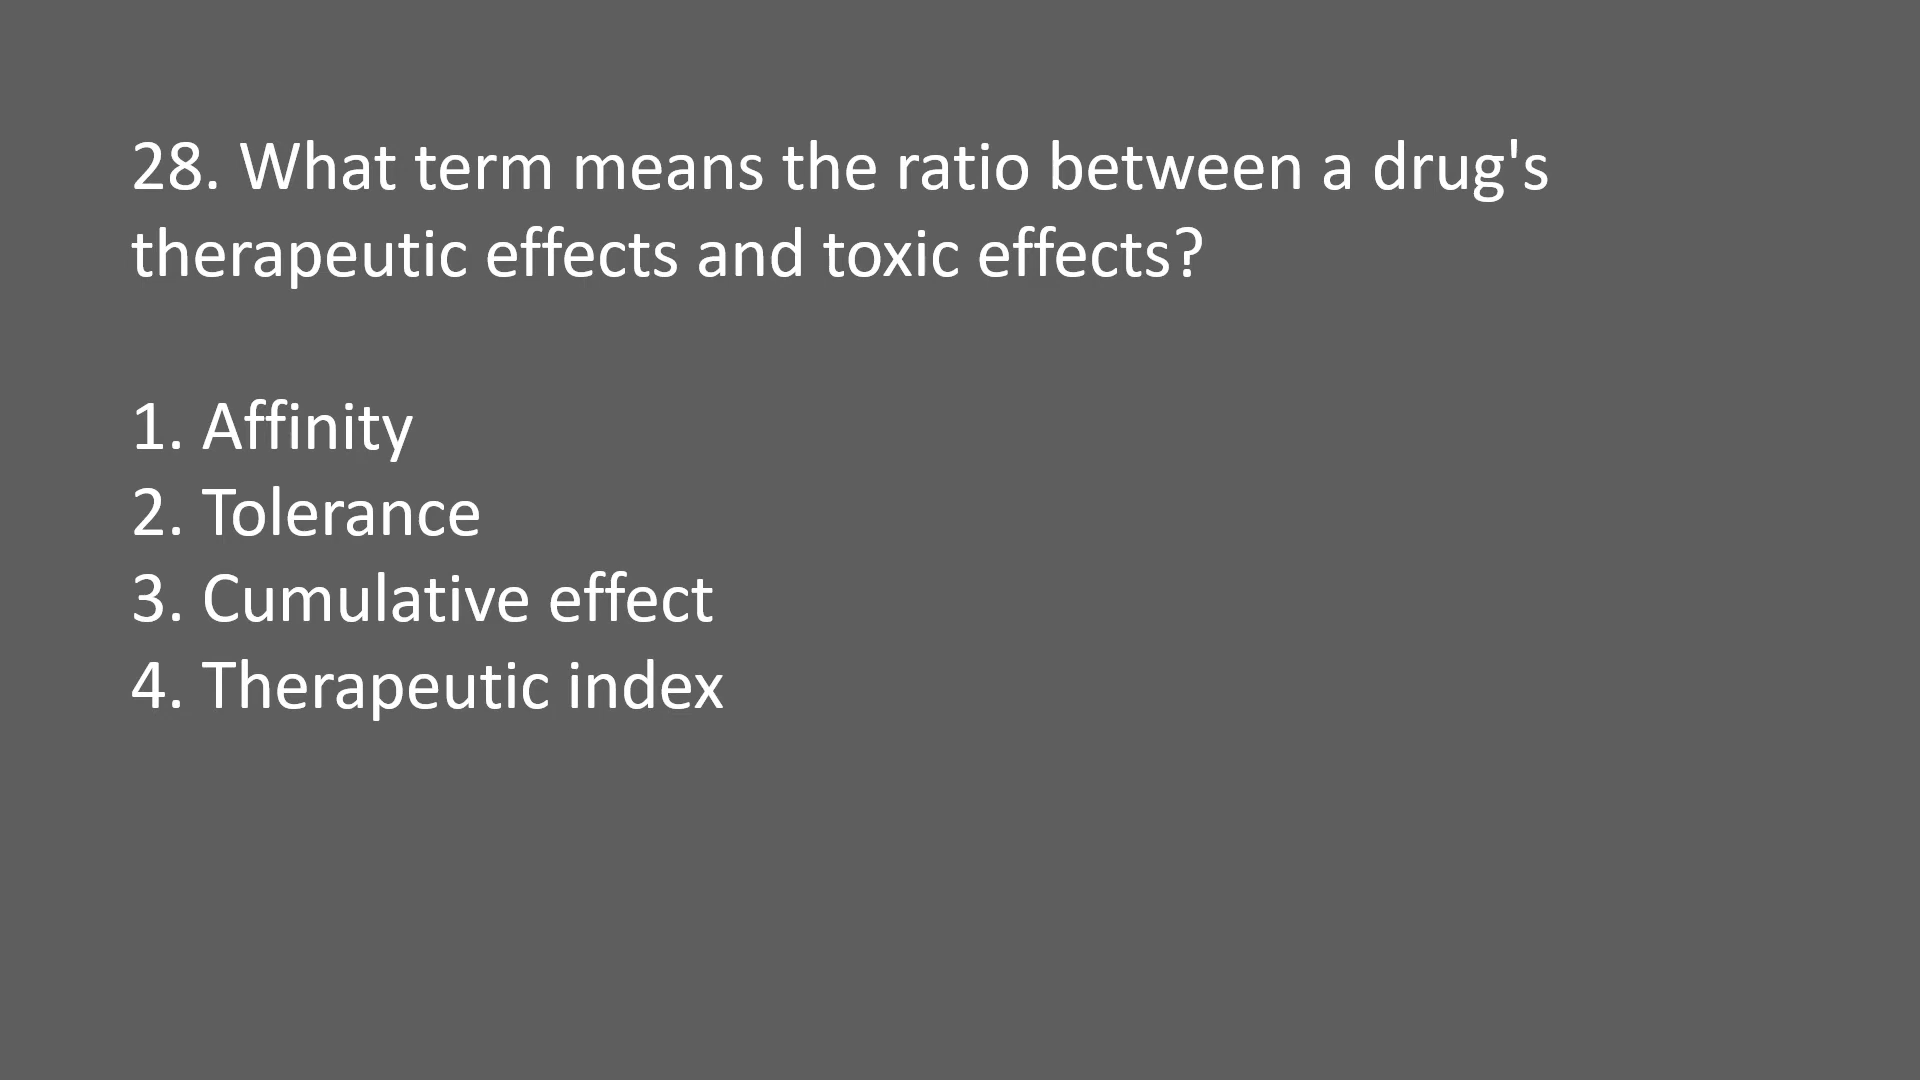 28. What term means the ratio between a drug's
therapeutic effects and toxic effects?
1. Affinity
2. Tolerance
3. Cumulative effect
4. Therapeutic index